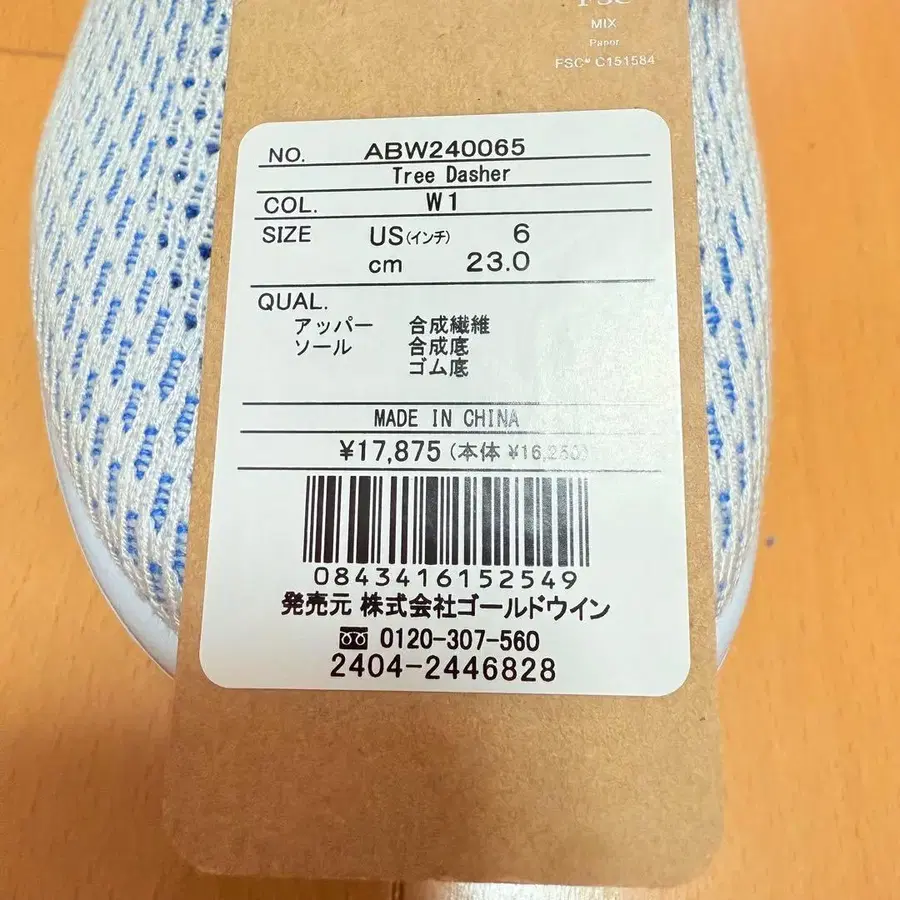 FSC
MIX
Paper
FSC® C151584
NO. ABW240065
Tree Dasher
COL. W1
SIZE US(インチ) 6
cm 23.0
QUAL.
アッパー 合成繊維
ソール 合成底
ゴム底
MADE IN CHINA
¥17,875 (本体 ¥16,250)
0843416152549
発売元 株式会社ゴールドウイン
0120-307-560
2404-2446828